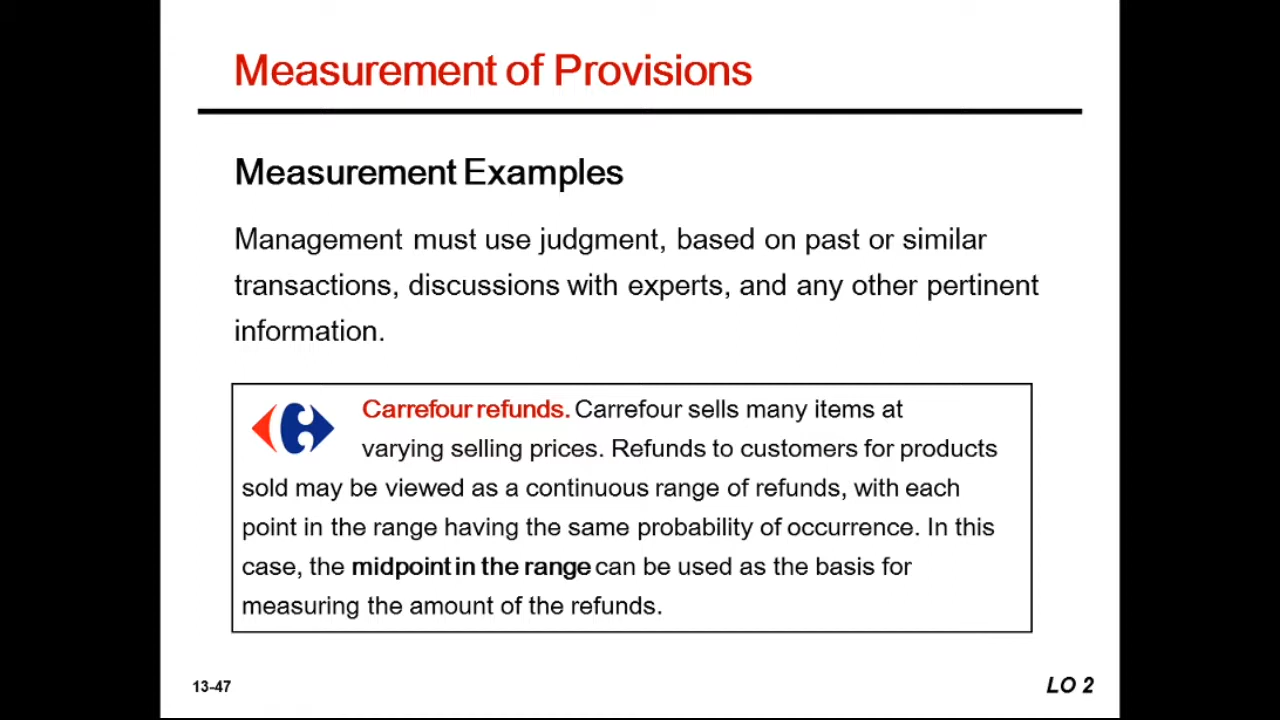 Measurement of Provisions
Measurement Examples
Management must use judgment, based on past or similar
transactions, discussions with experts, and any other pertinent
information.
Carrefour refunds. Carrefour sells many items at
varying selling prices. Refunds to customers for products
sold may be viewed as a continuous range of refunds, with each
point in the range having the same probability of occurrence. In this
case, the midpoint in the range can be used as the basis for
measuring the amount of the refunds.
13-47
LO 2